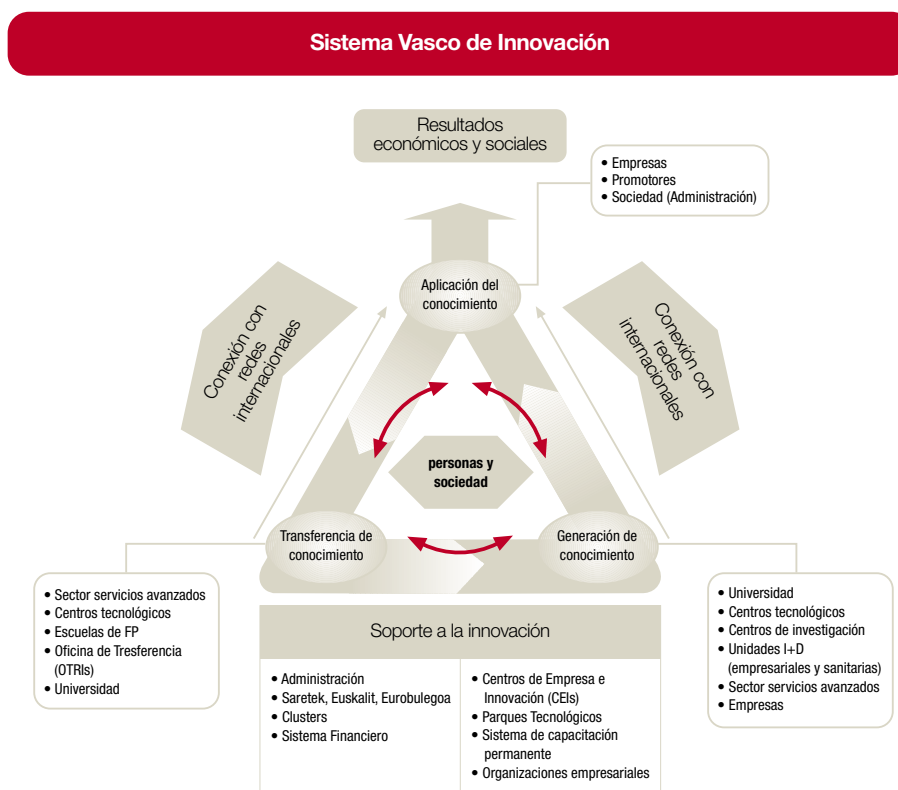 Sistema Vasco de Innovación
Resultados
económicos y sociales
• Empresas
• Promotores
• Sociedad (Administración)
Aplicación del
conocimiento
Conexión con
redes
internacionales
Conexión con
redes
internacionales
personas y
sociedad
Transferencia de
conocimiento
Generación de
conocimiento
• Sector servicios avanzados
• Centros tecnológicos
• Escuelas de FP
• Oficina de Tresferencia
(OTRIs)
• Universidad
• Universidad
• Centros tecnológicos
• Centros de investigación
• Unidades I+D
(empresariales y sanitarias)
• Sector servicios avanzados
• Empresas
Soporte a la innovación
• Administración
• Saretek, Euskalit, Eurobulegoa
• Clusters
• Sistema Financiero
• Centros de Empresa e
Innovación (CEIs)
• Parques Tecnológicos
• Sistema de capacitación
permanente
• Organizaciones empresariales